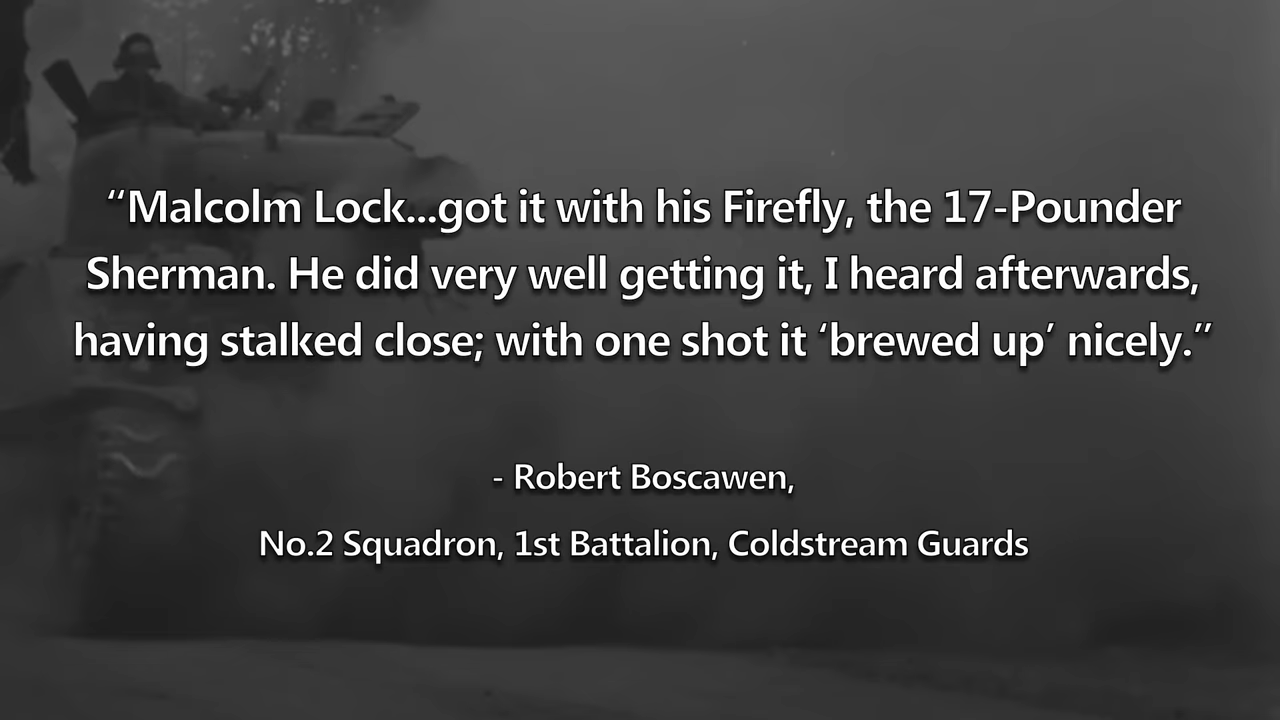 “Malcolm Lock...got it with his Firefly, the 17-Pounder
Sherman. He did very well getting it, I heard afterwards,
having stalked close; with one shot it ‘brewed up’ nicely.”
- Robert Boscawen,
No.2 Squadron, 1st Battalion, Coldstream Guards